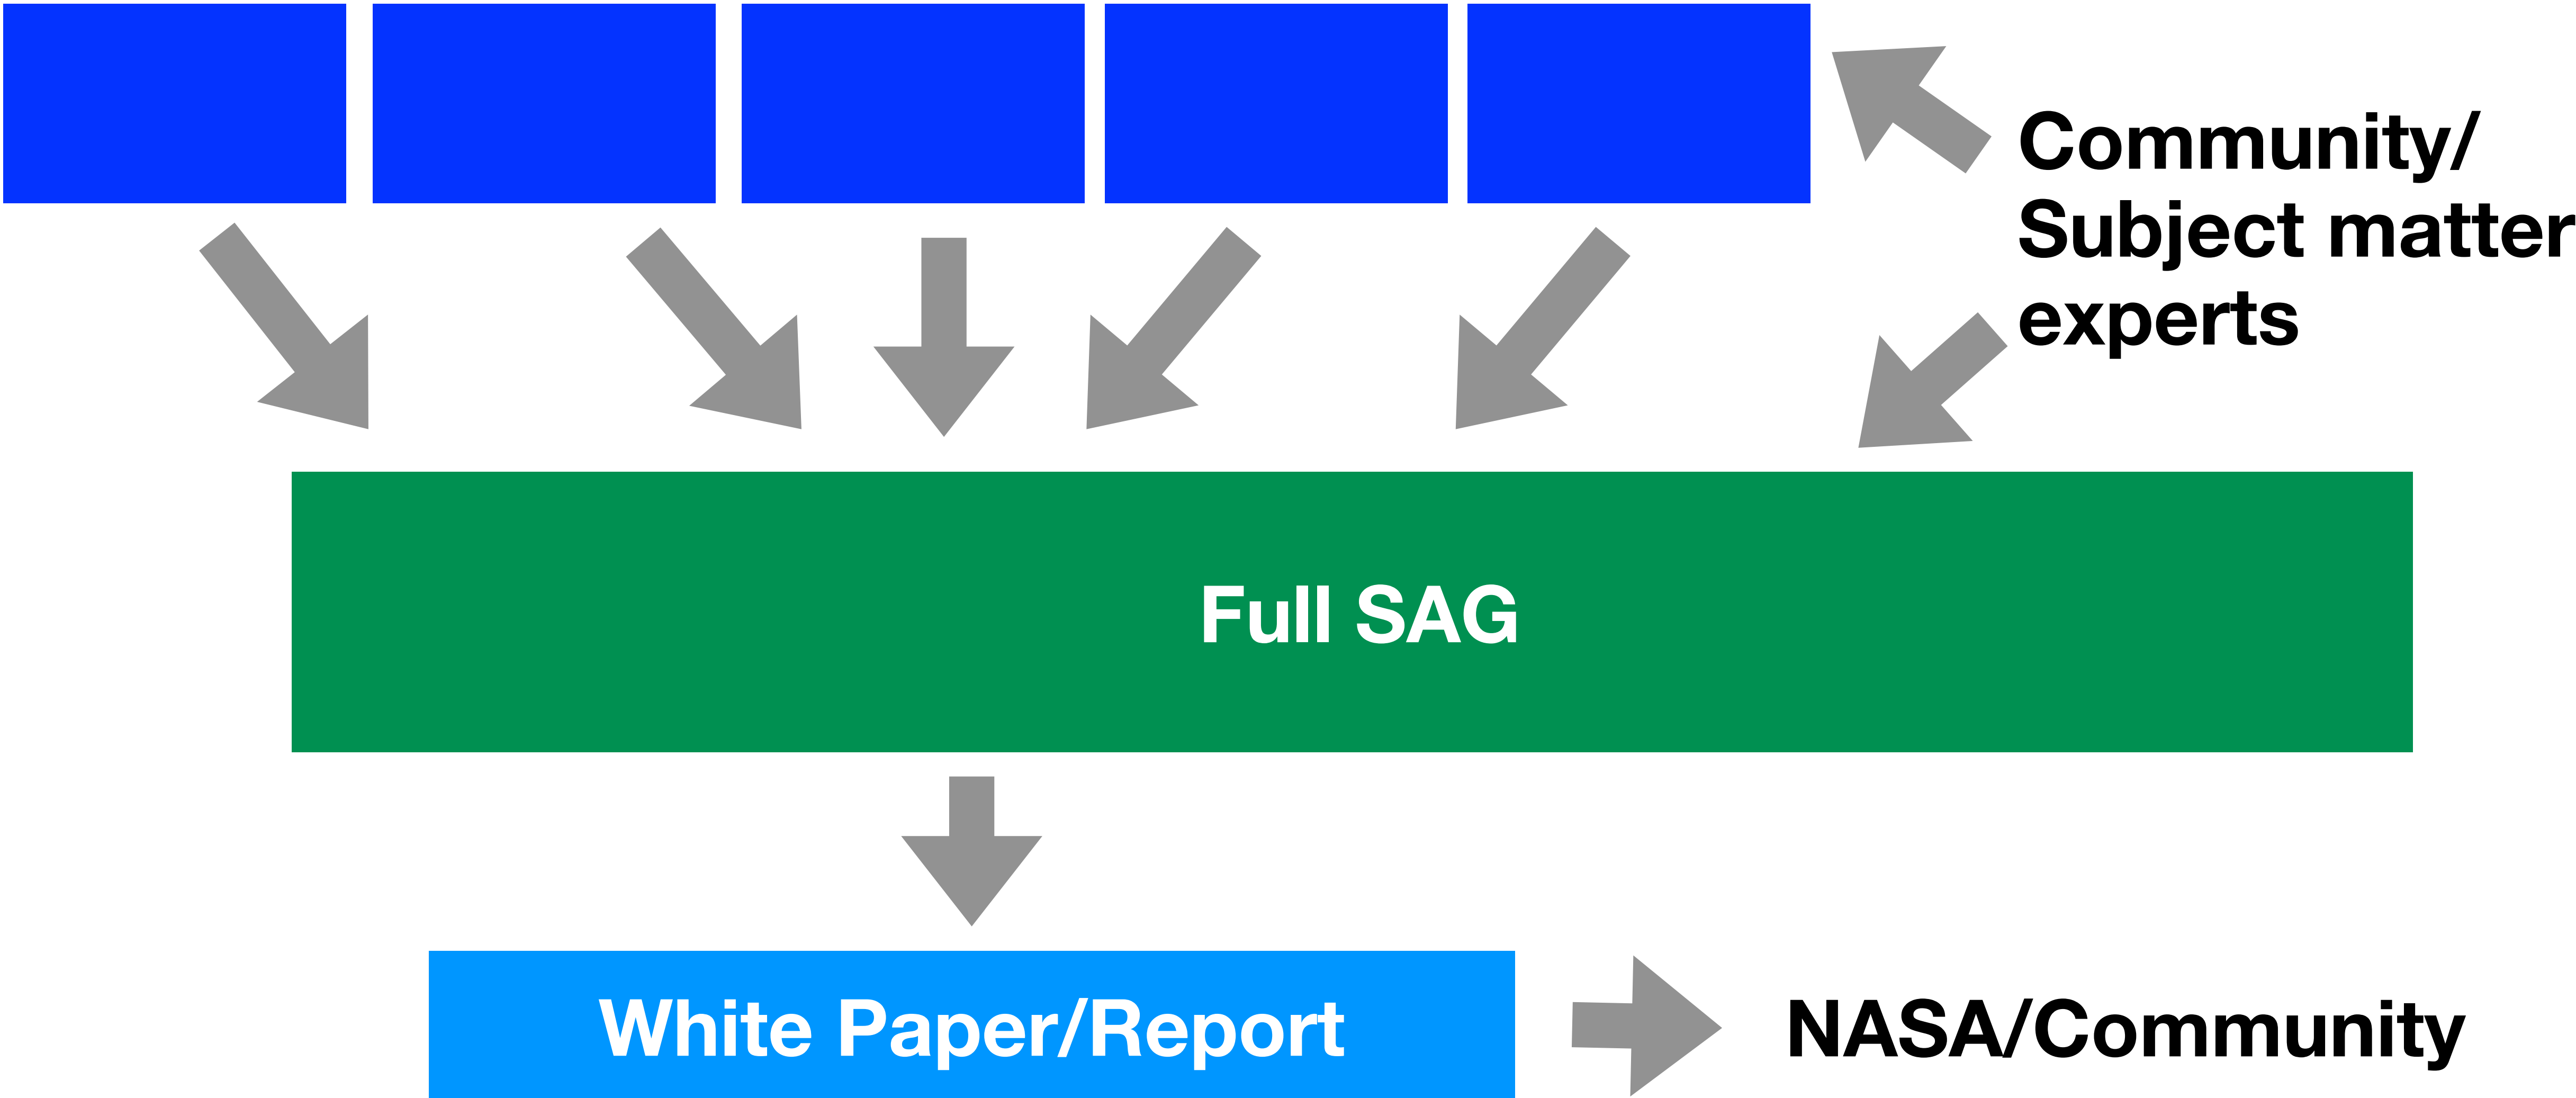 Community/
Subject matter
experts
Full SAG
White Paper/Report
NASA/Community